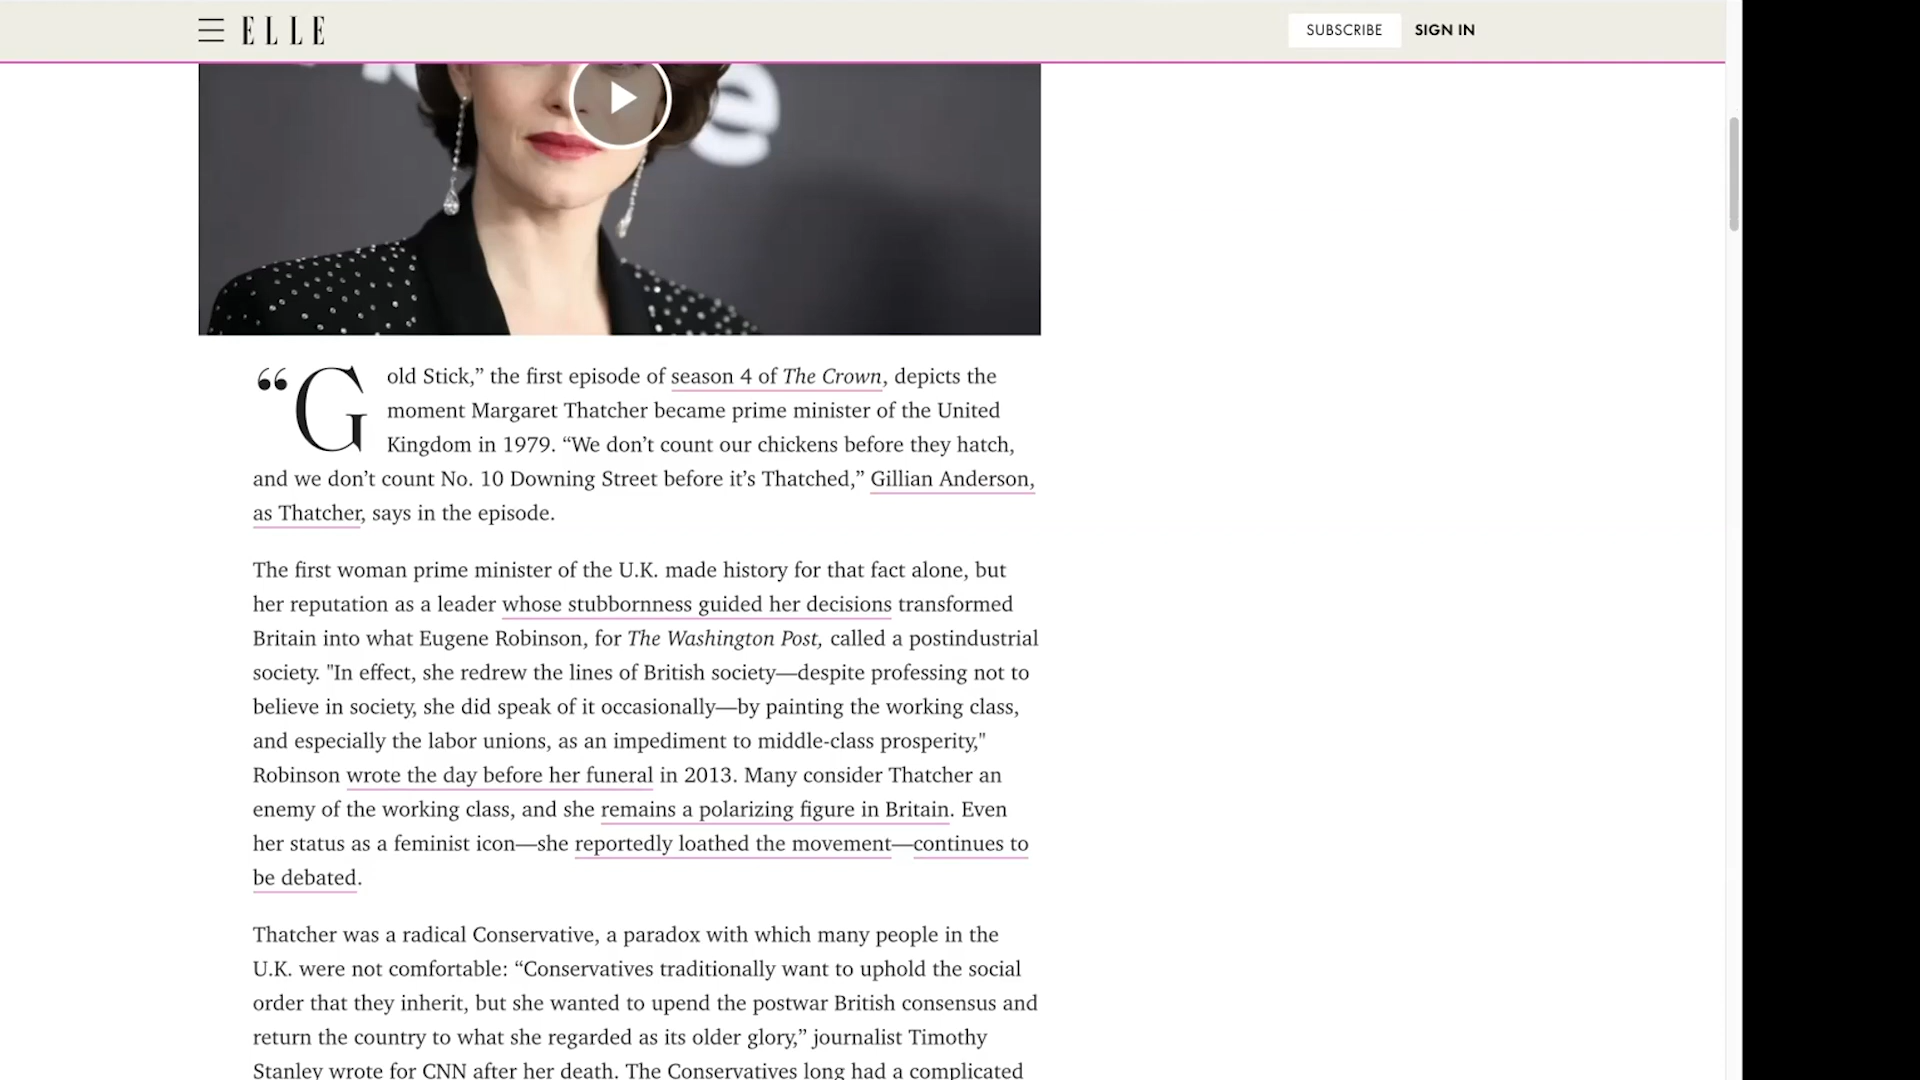 ELLE
SUBSCRIBE SIGN IN
e
“Gold Stick,” the first episode of season 4 of The Crown, depicts the
moment Margaret Thatcher became prime minister of the United
Kingdom in 1979. “We don’t count our chickens before they hatch,
and we don’t count No. 10 Downing Street before it’s Thatched,” Gillian Anderson,
as Thatcher, says in the episode.
The first woman prime minister of the U.K. made history for that fact alone, but
her reputation as a leader whose stubbornness guided her decisions transformed
Britain into what Eugene Robinson, for The Washington Post, called a postindustrial
society. "In effect, she redrew the lines of British society—despite professing not to
believe in society, she did speak of it occasionally—by painting the working class,
and especially the labor unions, as an impediment to middle-class prosperity,"
Robinson wrote the day before her funeral in 2013. Many consider Thatcher an
enemy of the working class, and she remains a polarizing figure in Britain. Even
her status as a feminist icon—she reportedly loathed the movement—continues to
be debated.
Thatcher was a radical Conservative, a paradox with which many people in the
U.K. were not comfortable: “Conservatives traditionally want to uphold the social
order that they inherit, but she wanted to upend the postwar British consensus and
return the country to what she regarded as its older glory,” journalist Timothy
Stanley wrote for CNN after her death. The Conservatives long had a complicated